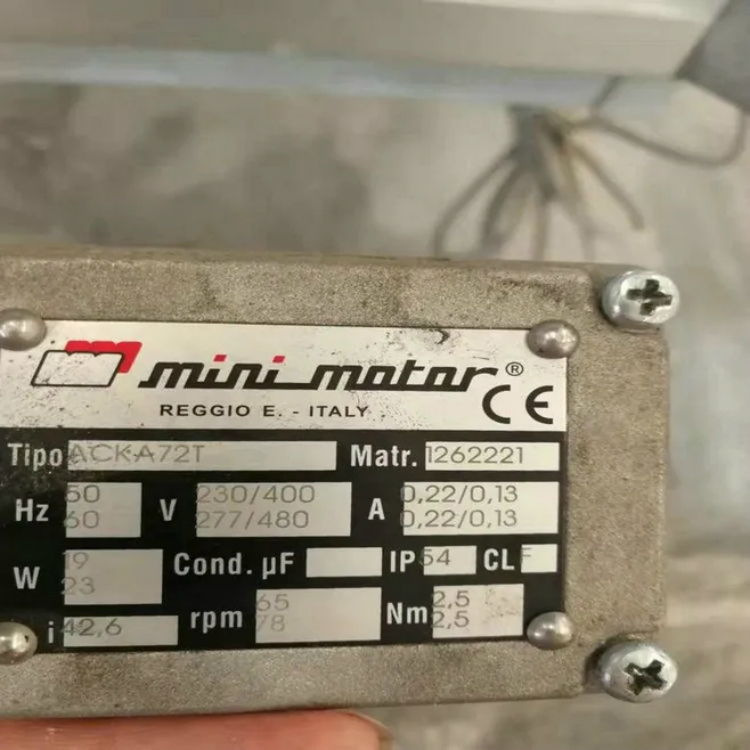 mini motor®
REGGIO E. - ITALY
CE
Tipo ACKA72T Matr. 1262221
Hz 50 V 230/400 A 0,22/0,13
60 277/480 0,22/0,13
W 19 Cond. µF IP 54 CL F
23
i 42,6 rpm 65 Nm 2,5
78 2,5